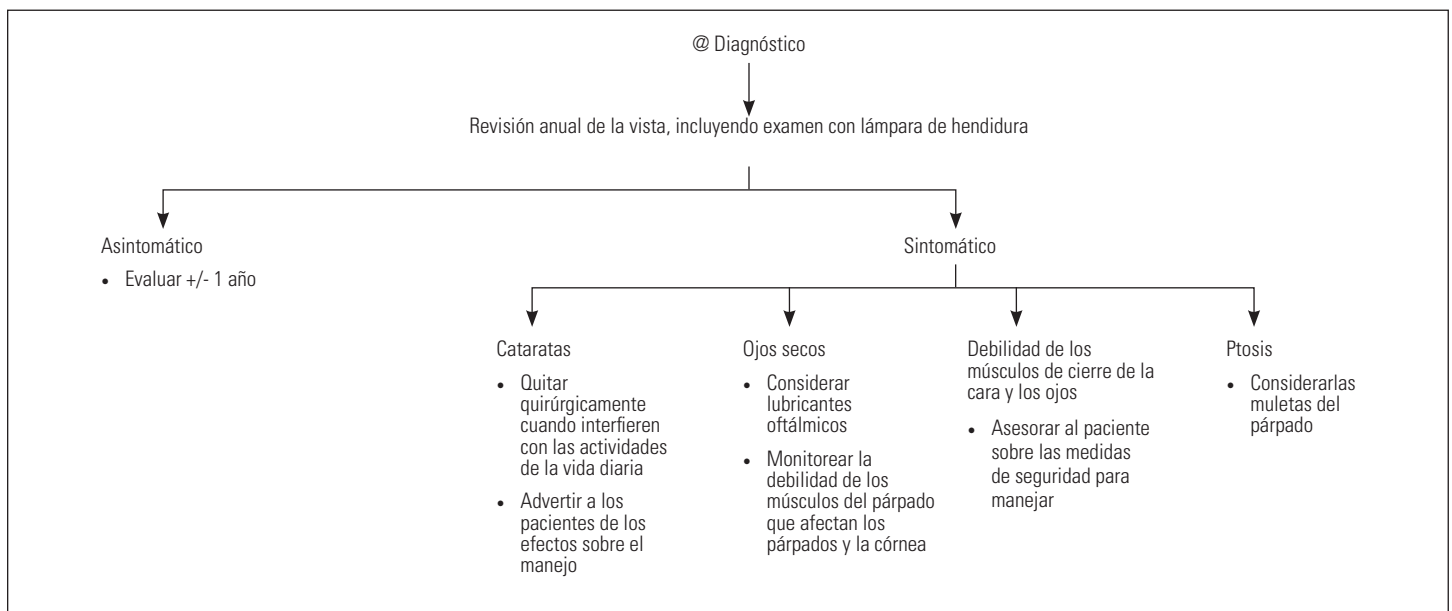 @ Diagnóstico
Revisión anual de la vista, incluyendo examen con lámpara de hendidura
Asintomático
• Evaluar +/- 1 año
Sintomático
Cataratas
• Quitar
quirúrgicamente
cuando interfieren
con las actividades
de la vida diaria
• Advertir a los
pacientes de los
efectos sobre el
manejo
Ojos secos
• Considerar
lubricantes
oftálmicos
• Monitorear la
debilidad de los
músculos del párpado
que afectan los
párpados y la córnea
Debilidad de los
músculos de cierre de la
cara y los ojos
• Asesorar al paciente
sobre las medidas
de seguridad para
manejar
Ptosis
• Considerarlas
muletas del
párpado